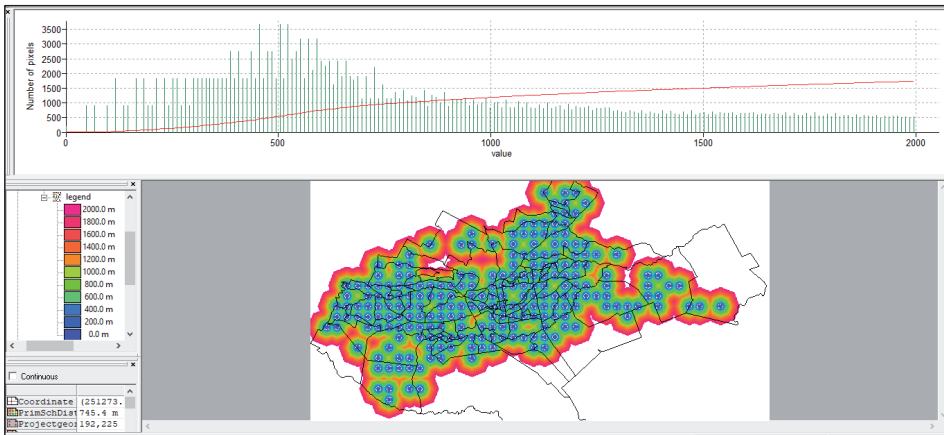 Number of pixels
3500
3000
2500
2000
1500
1000
500
0
0 500 1000 1500 2000
value
legend
2000.0 m
1800.0 m
1600.0 m
1400.0 m
1200.0 m
1000.0 m
800.0 m
600.0 m
400.0 m
200.0 m
0.0 m
Continuous
Coordinate (251273.
PrimSchDist 745.4 m
Projectgeor 192,225